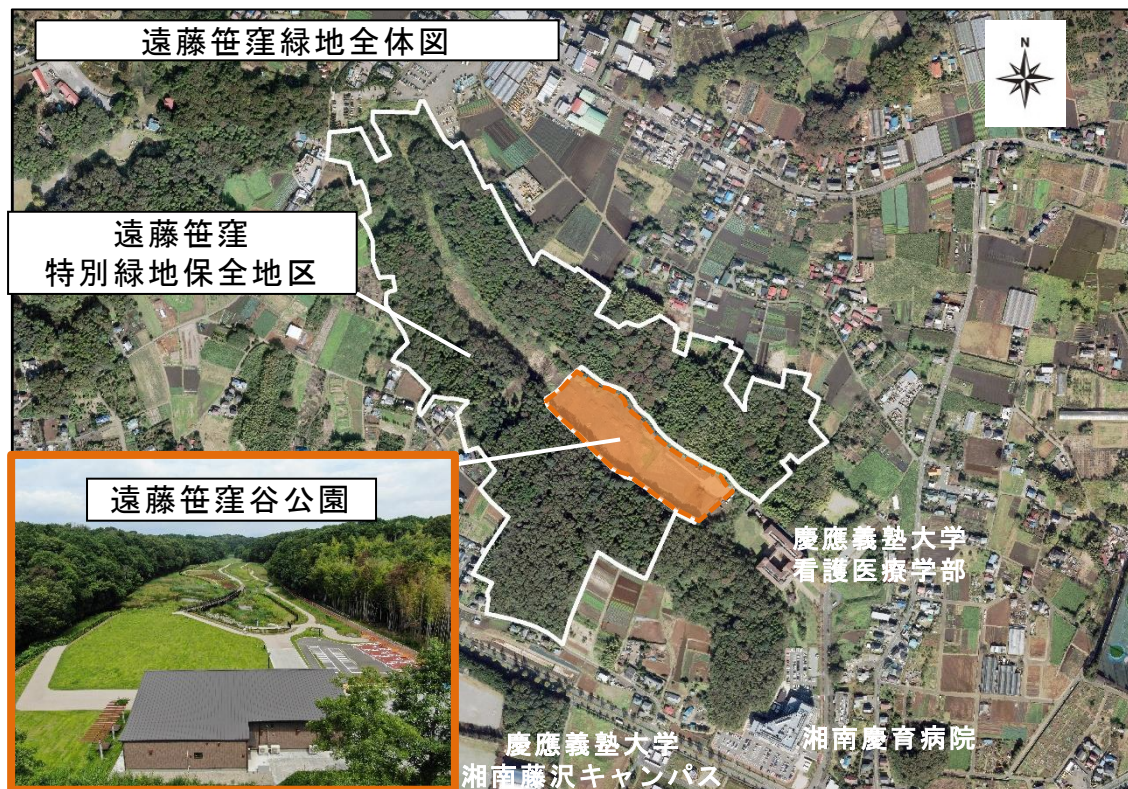 遠藤笹窪緑地全体図
N
遠藤笹窪
特別緑地保全地区
遠藤笹窪谷公園
慶應義塾大学
看護医療学部
慶應義塾大学
湘南藤沢キャンパス
湘南慶育病院